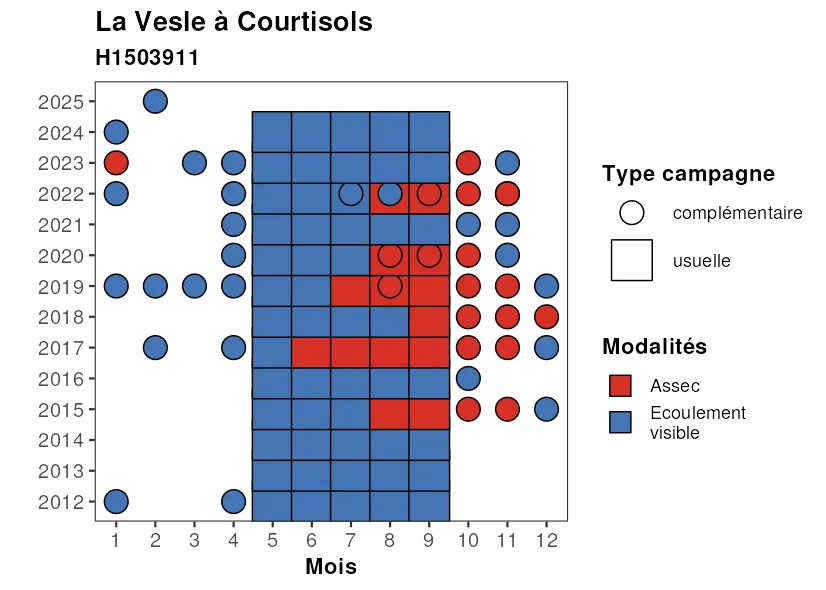 La Vesle à Courtisols
H1503911
2025
2024
2023
2022
2021
2020
2019
2018
2017
2016
2015
2014
2013
2012
1 2 3 4 5 6 7 8 9 10 11 12
Mois
Type campagne
complémentaire
usuelle
Modalités
Assec
Ecoulement
visible